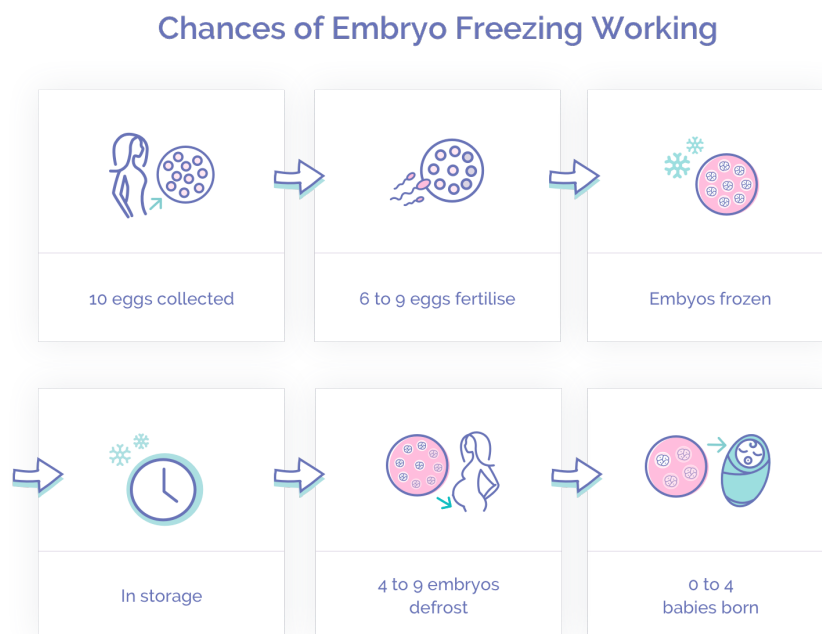 Chances of Embryo Freezing Working
10 eggs collected
6 to 9 eggs fertilise
Embyos frozen
In storage
4 to 9 embryos
defrost
0 to 4
babies born